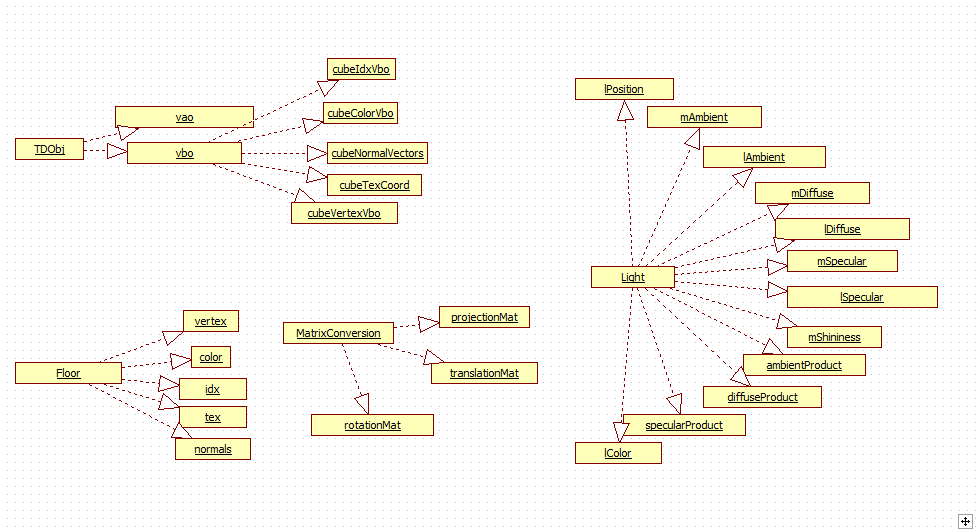 TDObj
vao
vbo
cubeIdxVbo
cubeColorVbo
cubeNormalVectors
cubeTexCoord
cubeVertexVbo
lPosition
mAmbient
lAmbient
mDiffuse
lDiffuse
mSpecular
lSpecular
mShininess
ambientProduct
diffuseProduct
specularProduct
lColor
Light
Floor
vertex
color
idx
tex
normals
MatrixConversion
projectionMat
translationMat
rotationMat